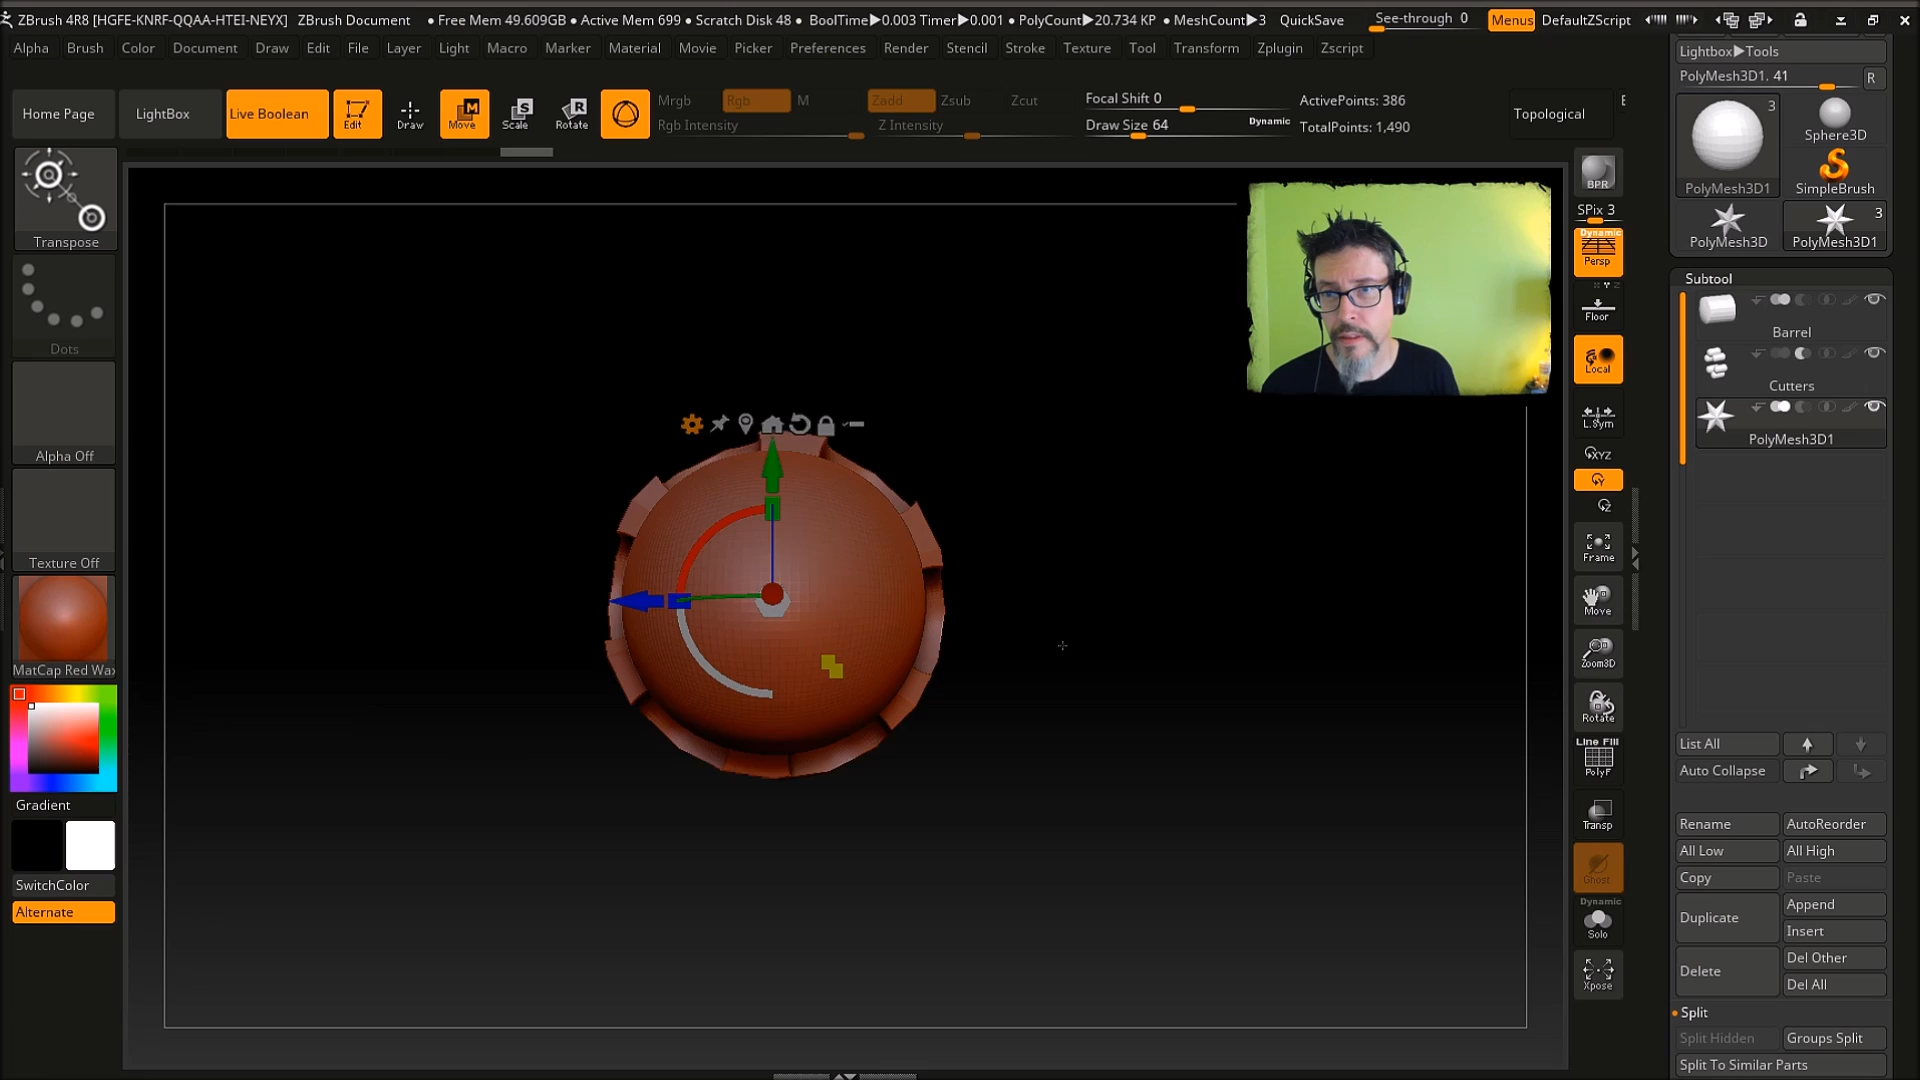 ZBrush 4R8 [HGFE-KNRF-QQAA-HTEI-NEYX] ZBrush Document • Free Mem 49.609GB • Active Mem 699 • Scratch Disk 48 • BoolTime▶0.003 Timer▶0.001 • PolyCount▶20.734 KP • MeshCount▶3 QuickSave See-through 0 Menus DefaultZScript
Alpha Brush Color Document Draw Edit File Layer Light Macro Marker Material Movie Picker Preferences Render Stencil Stroke Texture Tool Transform Zplugin Zscript
Home Page LightBox Live Boolean Edit Draw Move Scale Rotate
Mrgb Rgb M Zadd Zsub Zcut
Rgb Intensity Z Intensity
Focal Shift 0
Draw Size 64 Dynamic
ActivePoints: 386
TotalPoints: 1,490
Topological
Transpose
Dots
Alpha Off
Texture Off
MatCap Red Wax
Gradient
SwitchColor
Alternate
BPR
SPix 3
Dynamic
Persp
Floor
Local
L.Sym
XYZ
Y
Z
Frame
Move
Zoom3D
Rotate
Line Fill
PolyF
Transp
Ghost
Dynamic
Solo
Xpose
Lightbox▶Tools
PolyMesh3D1. 41 R
3
PolyMesh3D1
Sphere3D
SimpleBrush
PolyMesh3D
3
PolyMesh3D1
Subtool
Barrel
Cutters
PolyMesh3D1
List All
Auto Collapse
Rename AutoReorder
All Low All High
Copy Paste
Duplicate Append
Insert
Delete Del Other
Del All
Split
Split Hidden Groups Split
Split To Similar Parts